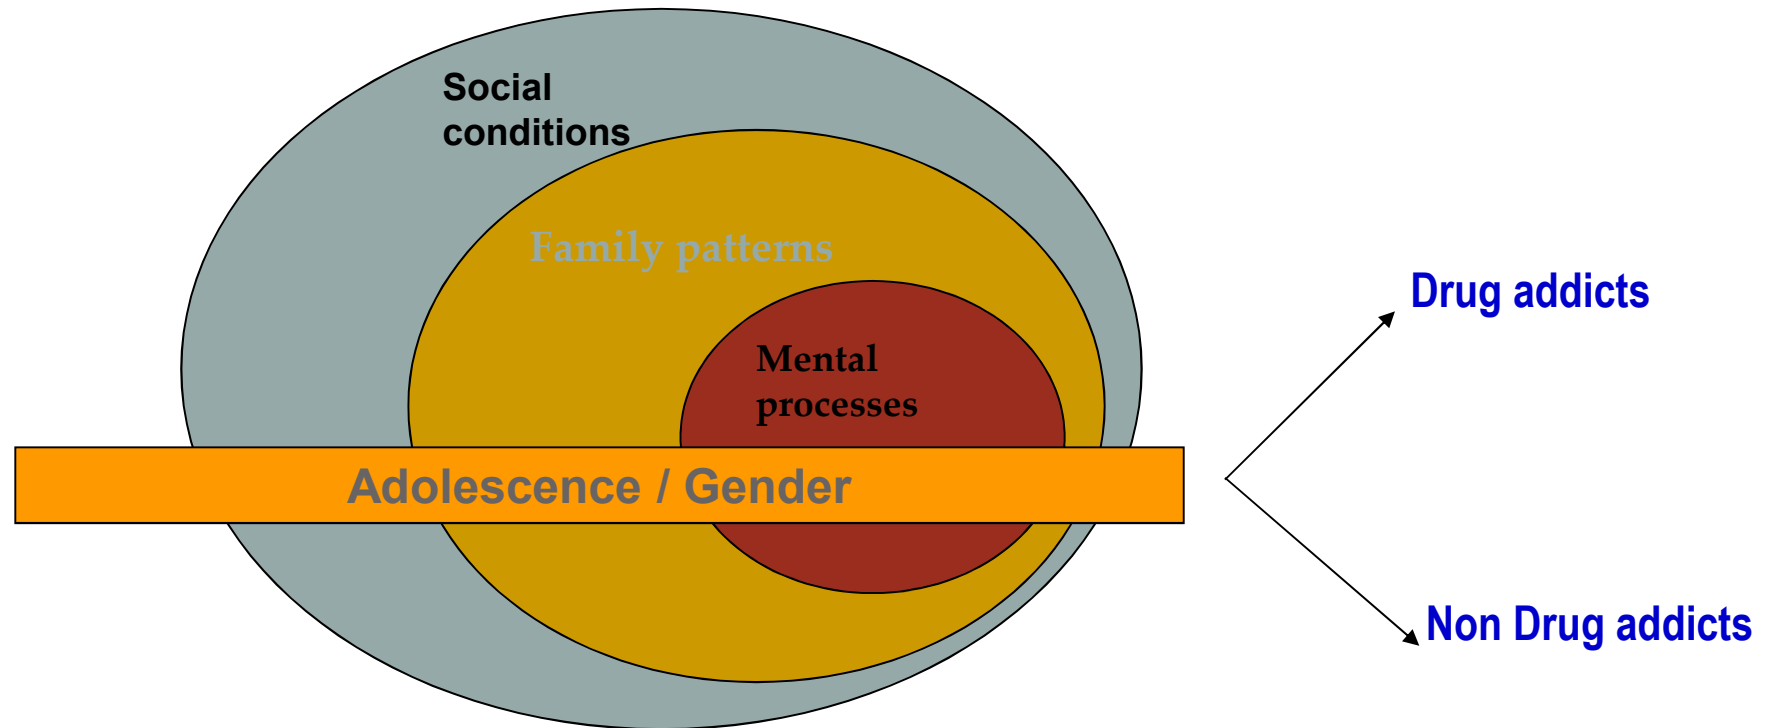 Social
conditions
Family patterns
Mental
processes
Adolescence / Gender
Drug addicts
Non Drug addicts